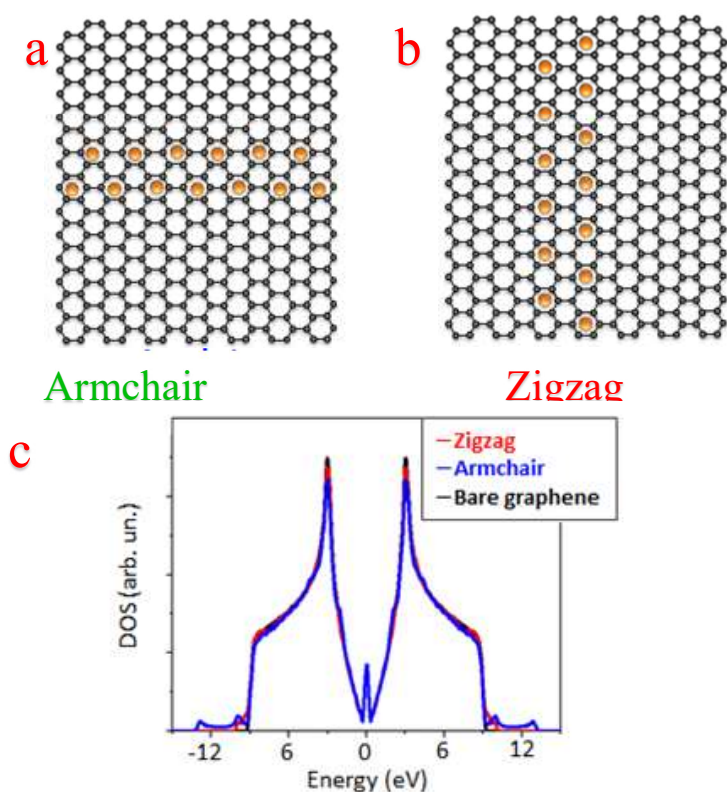 a
b
Armchair
Zigzag
c
Zigzag
Armchair
Bare graphene
DOS (arb. un.)
-12 6 0 6 12
Energy (eV)